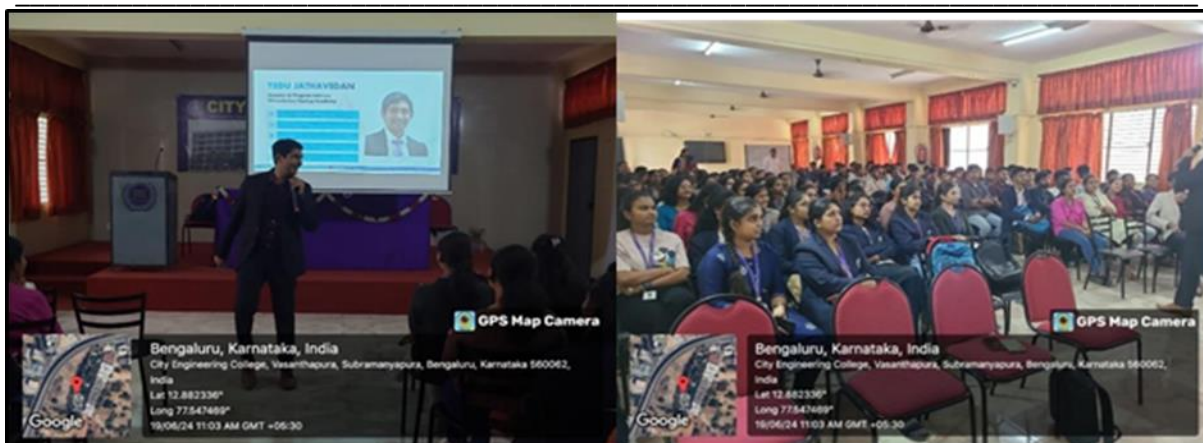 CITY
YEDU JATHAVEDAN
GPS Map Camera
Bengaluru, Karnataka, India
City Engineering College, Vasanthapura, Subramanyapura, Bengaluru, Karnataka 560062,
India
Lat 12.882336°
Long 77.547469°
19/06/24 11:03 AM GMT +05:30
Google
GPS Map Camera
Bengaluru, Karnataka, India
City Engineering College, Vasanthapura, Subramanyapura, Bengaluru, Karnataka 560062,
India
Lat 12.882336°
Long 77.547469°
19/06/24 11:03 AM GMT +05:30
Google